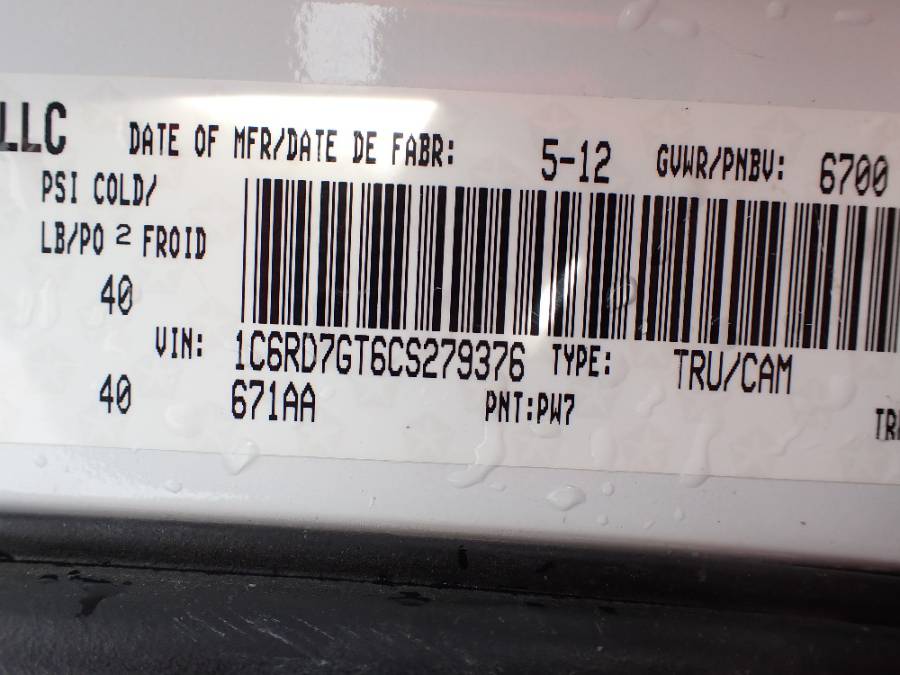 LLC DATE OF MFR/DATE DE FABR: 5-12 GVWR/PNBV: 6700
PSI COLD/
LB/PO 2 FROID
40
VIN: 1C6RD7GT6CS279376 TYPE: TRU/CAM
40 671AA PNT:PW7